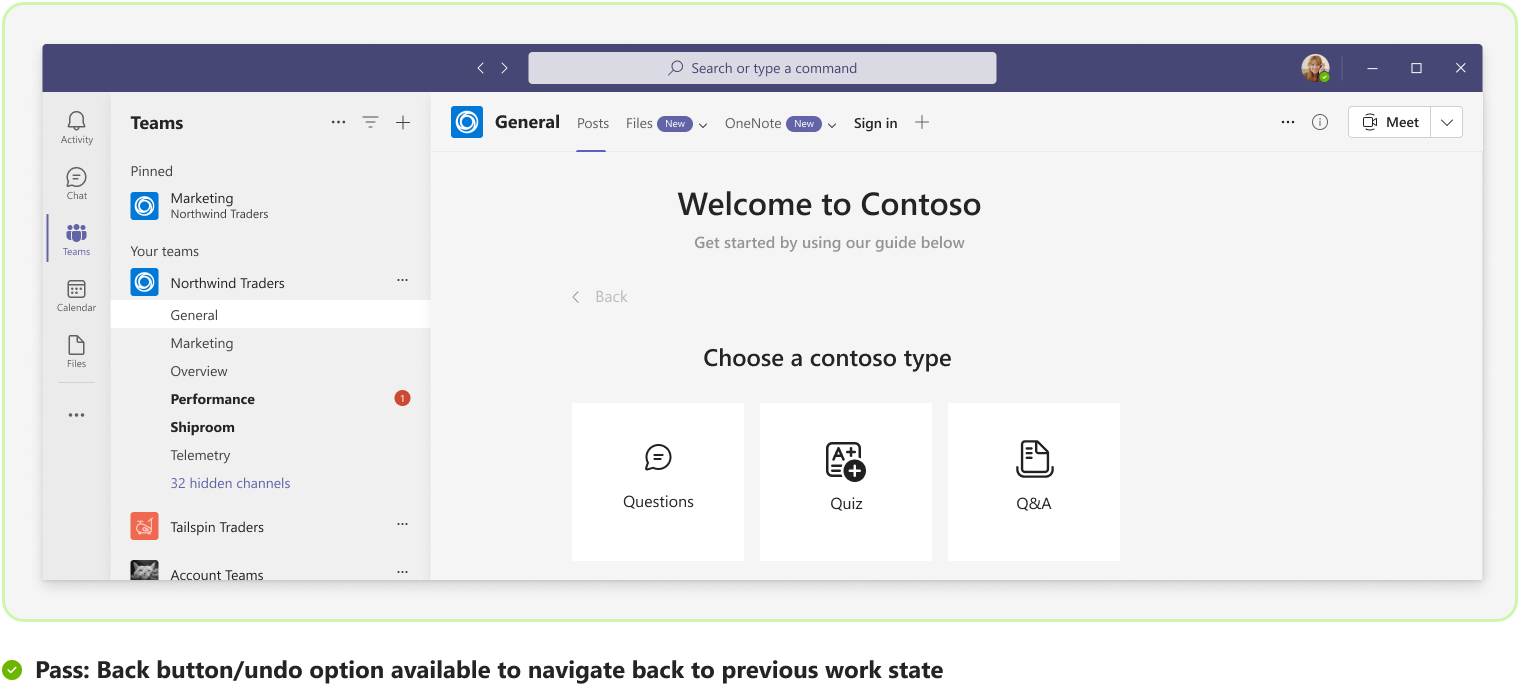 Search or type a command
Activity
Chat
Teams
Calendar
Files
Teams
Pinned
Marketing
Northwind Traders
Your teams
Northwind Traders
General
Marketing
Overview
Performance 1
Shiproom
Telemetry
32 hidden channels
Tailspin Traders
Account Teams
General Posts Files New OneNote New Sign in Meet
Welcome to Contoso
Get started by using our guide below
Back
Choose a contoso type
Questions
Quiz
Q&A
Pass: Back button/undo option available to navigate back to previous work state